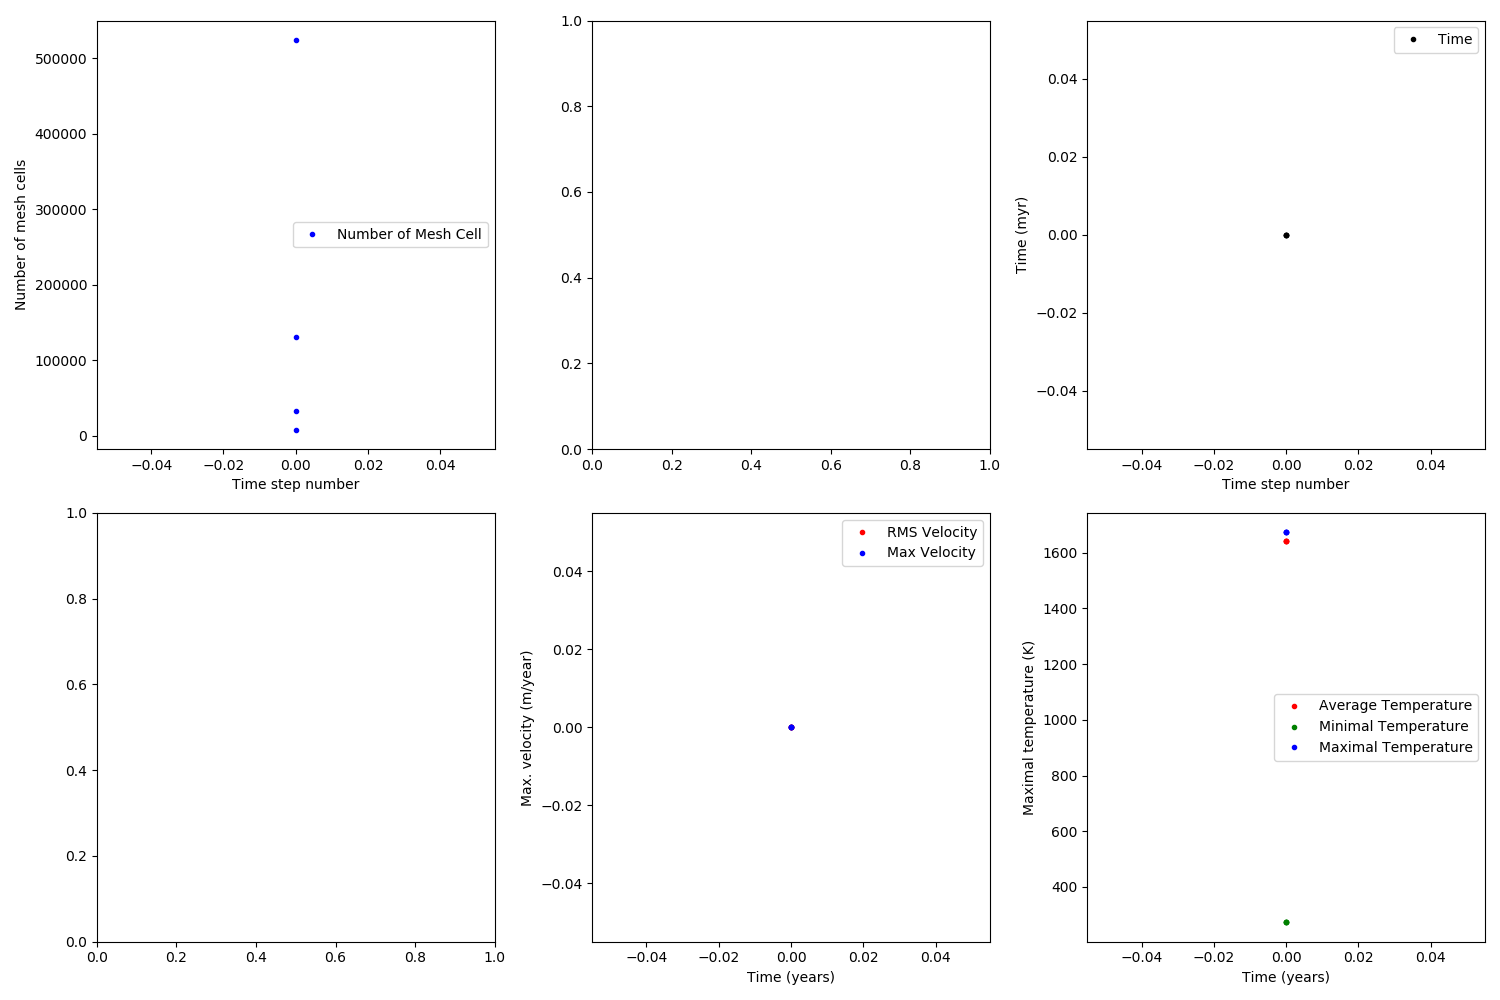 500000
400000
300000
200000
100000
0
Number of mesh cells
Number of Mesh Cell
−0.04 −0.02 0.00 0.02 0.04
Time step number
1.0
0.8
0.6
0.4
0.2
0.0
0.0 0.2 0.4 0.6 0.8 1.0
0.04
0.02
0.00
−0.02
−0.04
Time (myr)
Time
−0.04 −0.02 0.00 0.02 0.04
Time step number
1.0
0.8
0.6
0.4
0.2
0.0
0.0 0.2 0.4 0.6 0.8 1.0
0.04
0.02
0.00
−0.02
−0.04
Max. velocity (m/year)
RMS Velocity
Max Velocity
−0.04 −0.02 0.00 0.02 0.04
Time (years)
1600
1400
1200
1000
800
600
400
Maximal temperature (K)
Average Temperature
Minimal Temperature
Maximal Temperature
−0.04 −0.02 0.00 0.02 0.04
Time (years)